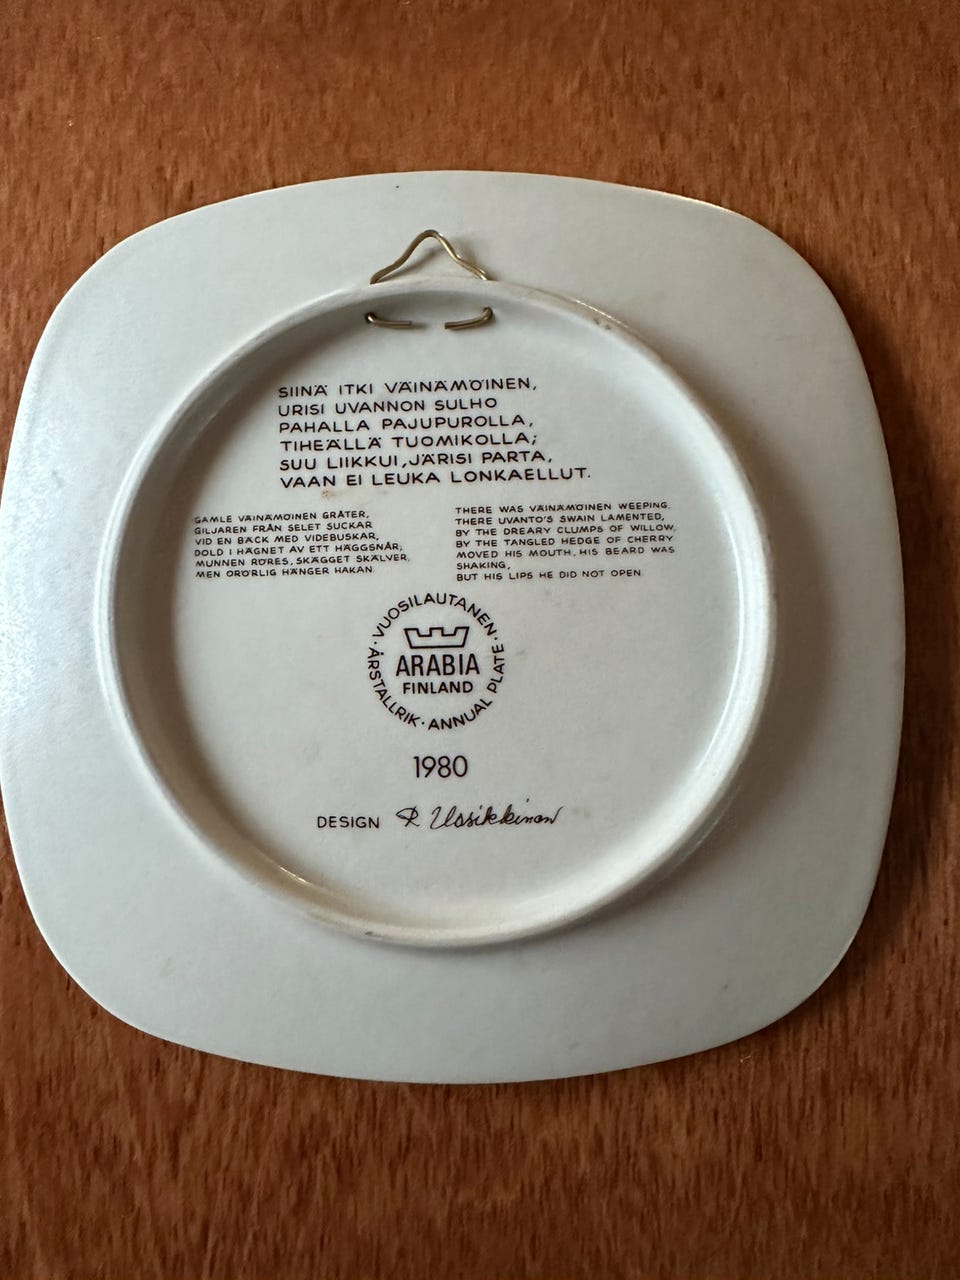 SIINÄ ITKI VÄINÄMÖINEN,
URISI UVANNON SULHO
PAHALLA PAJUPUROLLA,
TIHEÄLLÄ TUOMIKOLLA;
SUU LIIKKUI, JÄRISI PARTA,
VAAN EI LEUKA LONKAELLUT.
GAMLE VÄINÄMÖINEN GRÅTER,
GILJAREN FRÅN SELET SUCKAR
VID EN BÄCK MED VIDEBUSKAR,
DOLD I HÄGNET AV ETT HÄGGSNÅR;
MUNNEN RÖRES, SKÄGGET SKÄLVER,
MEN ORÖRLIG HÄNGER HAKAN.
THERE WAS VÄINÄMÖINEN WEEPING.
THERE UVANTO'S SWAIN LAMENTED,
BY THE DREARY CLUMPS OF WILLOW,
BY THE TANGLED HEDGE OF CHERRY
MOVED HIS MOUTH, HIS BEARD WAS
SHAKING,
BUT HIS LIPS HE DID NOT OPEN.
· VUOSILAUTANEN · ANNUAL PLATE · ÅRSTALLRIK
ARABIA
FINLAND
1980
DESIGN R Uosikkinen